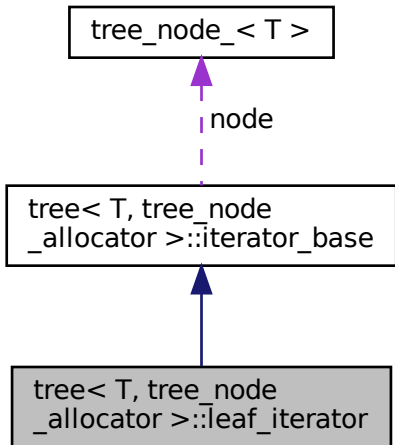 tree_node_< T >
node
tree< T, tree_node
_allocator >::iterator_base
tree< T, tree_node
_allocator >::leaf_iterator